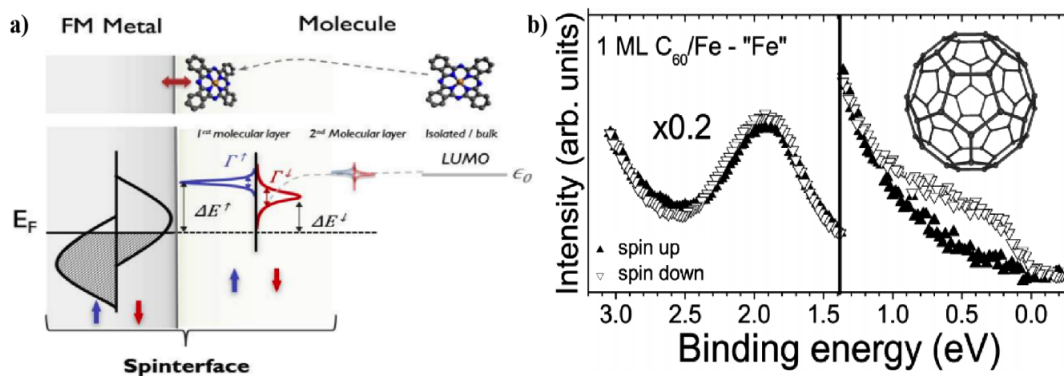 a)
FM Metal
Molecule
1st molecular layer
2nd Molecular layer
Isolated / bulk
LUMO
ϵ0
Γ↑
Γ↓
ΔE↑
ΔE↓
EF
Spinterface
b)
1 ML C60/Fe - "Fe"
x0.2
spin up
spin down
Intensity (arb. units)
3.0 2.5 2.0 1.5 1.0 0.5 0.0
Binding energy (eV)